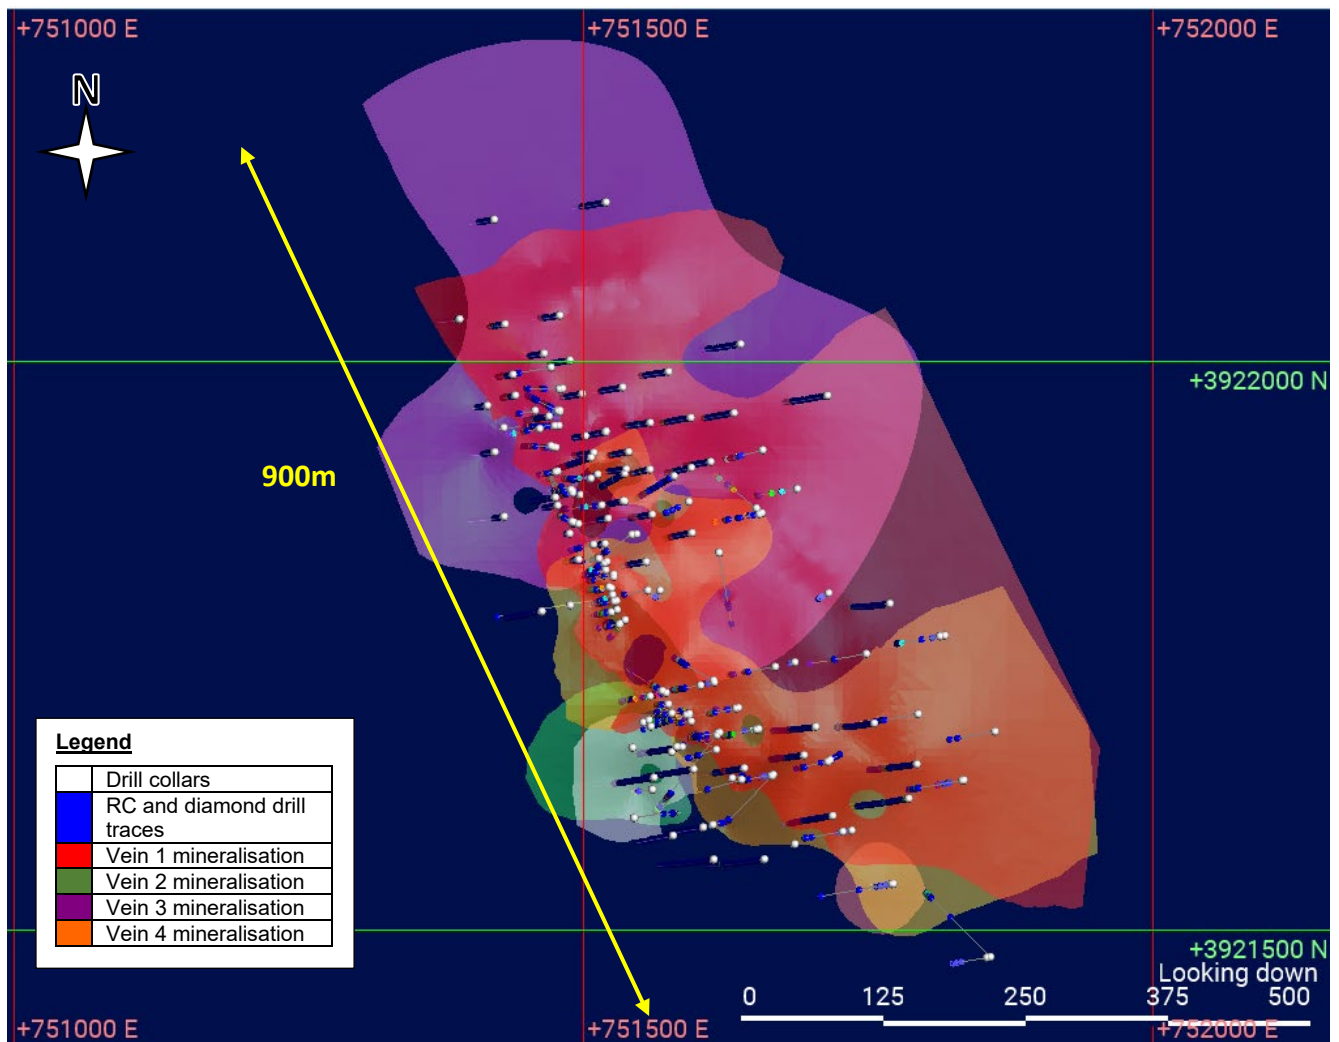 +751000 E
+751500 E
+752000 E
N
+3922000 N
900m
Legend
Drill collars
RC and diamond drill
traces
Vein 1 mineralisation
Vein 2 mineralisation
Vein 3 mineralisation
Vein 4 mineralisation
+3921500 N
Looking down
0
125
250
375
500
+751000 E
+751500 E
+752000 E